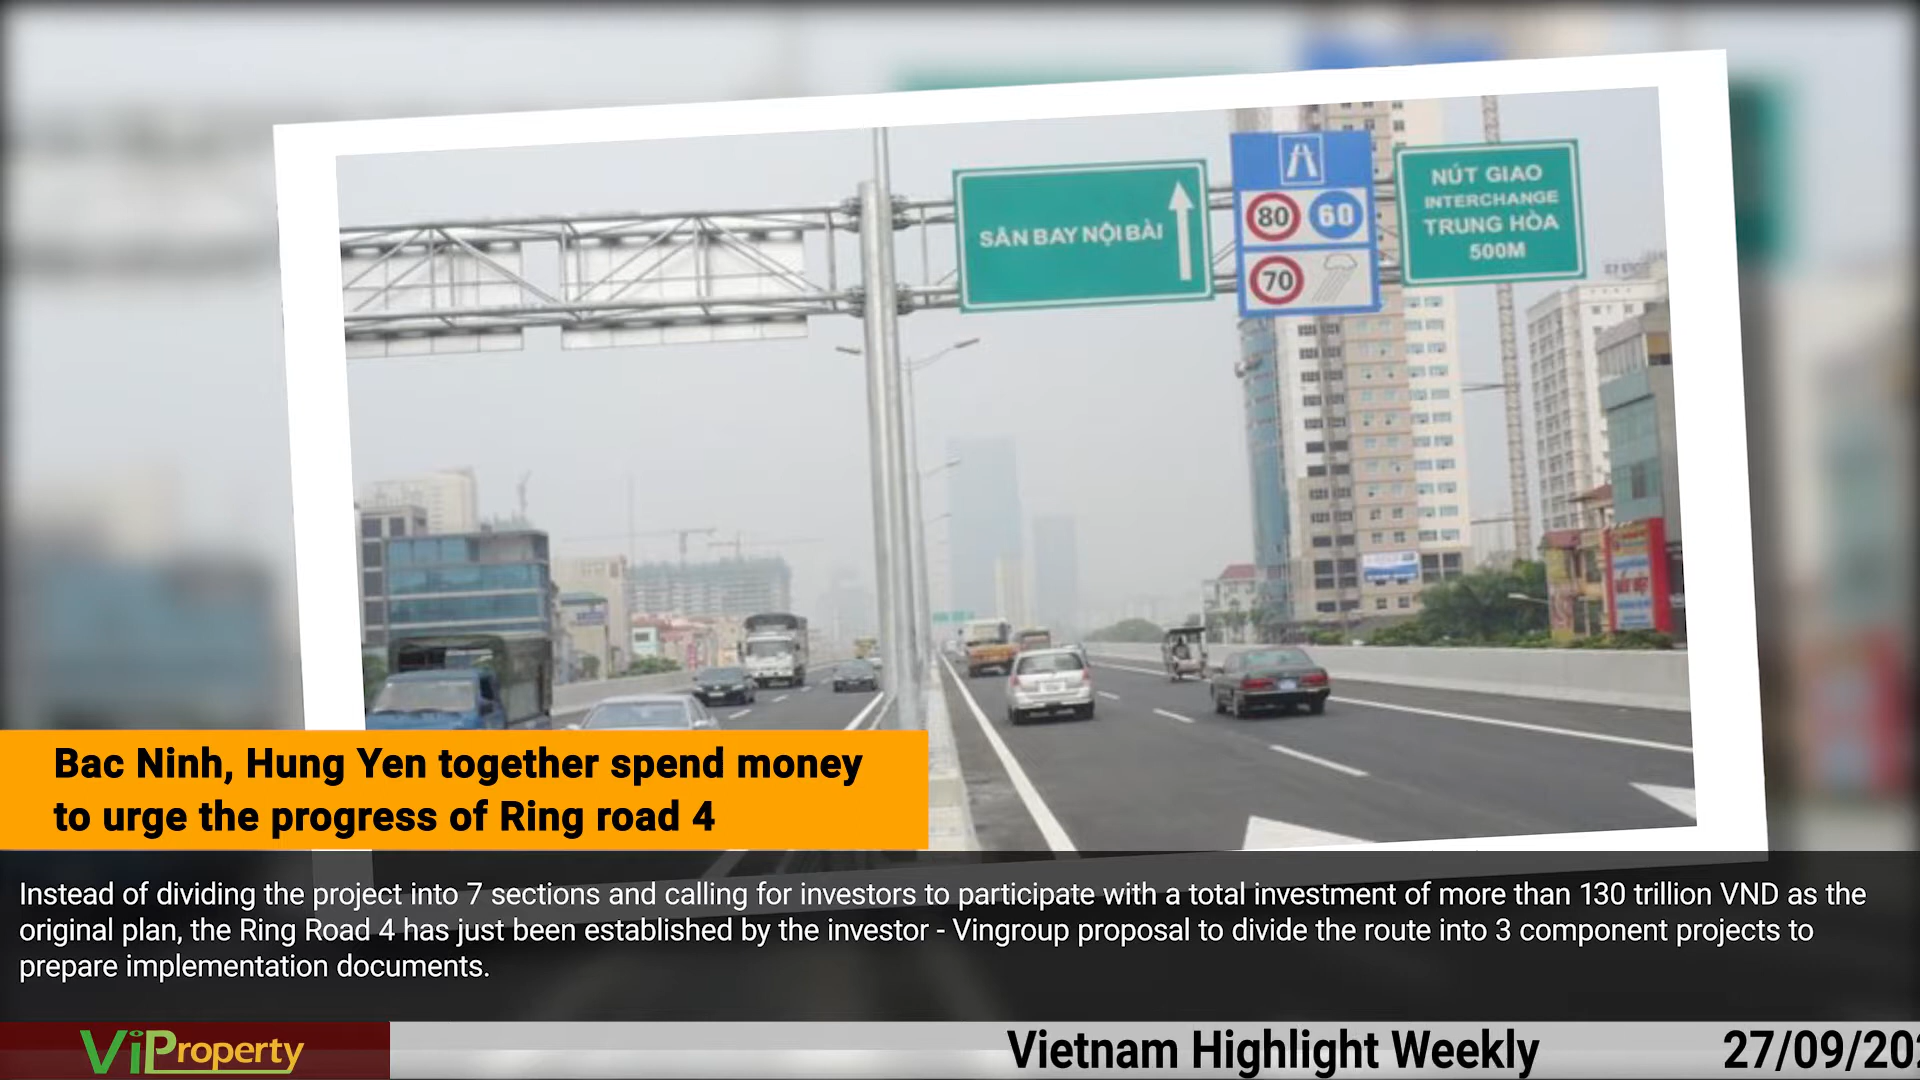 SÂN BAY NỘI BÀI
80 60
70
NÚT GIAO
INTERCHANGE
TRUNG HÒA
500M
Bac Ninh, Hung Yen together spend money
to urge the progress of Ring road 4
Instead of dividing the project into 7 sections and calling for investors to participate with a total investment of more than 130 trillion VND as the
original plan, the Ring Road 4 has just been established by the investor - Vingroup proposal to divide the route into 3 component projects to
prepare implementation documents.
ViProperty
Vietnam Highlight Weekly
27/09/20